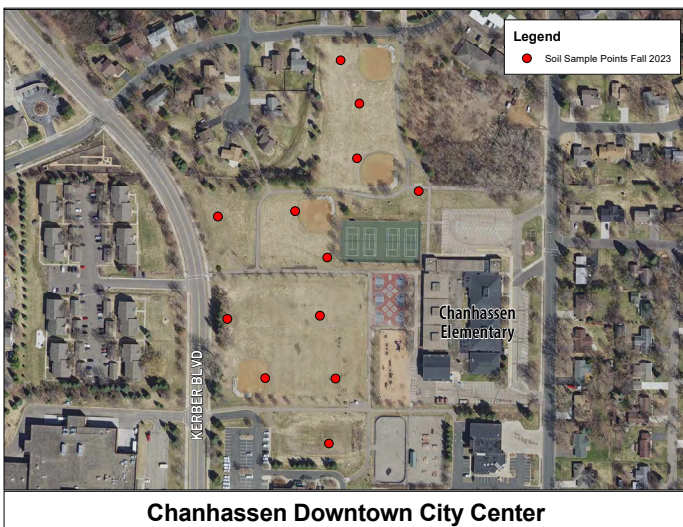 Legend
Soil Sample Points Fall 2023
Chanhassen
Elementary
KERBER BLVD
Chanhassen Downtown City Center